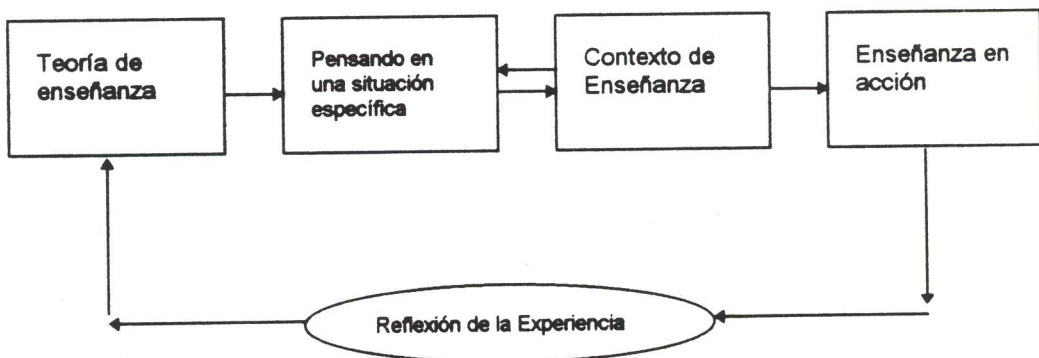 Teoría de
enseñanza
Pensando en
una situación
específica
Contexto de
Enseñanza
Enseñanza en
acción
Reflexión de la Experiencia